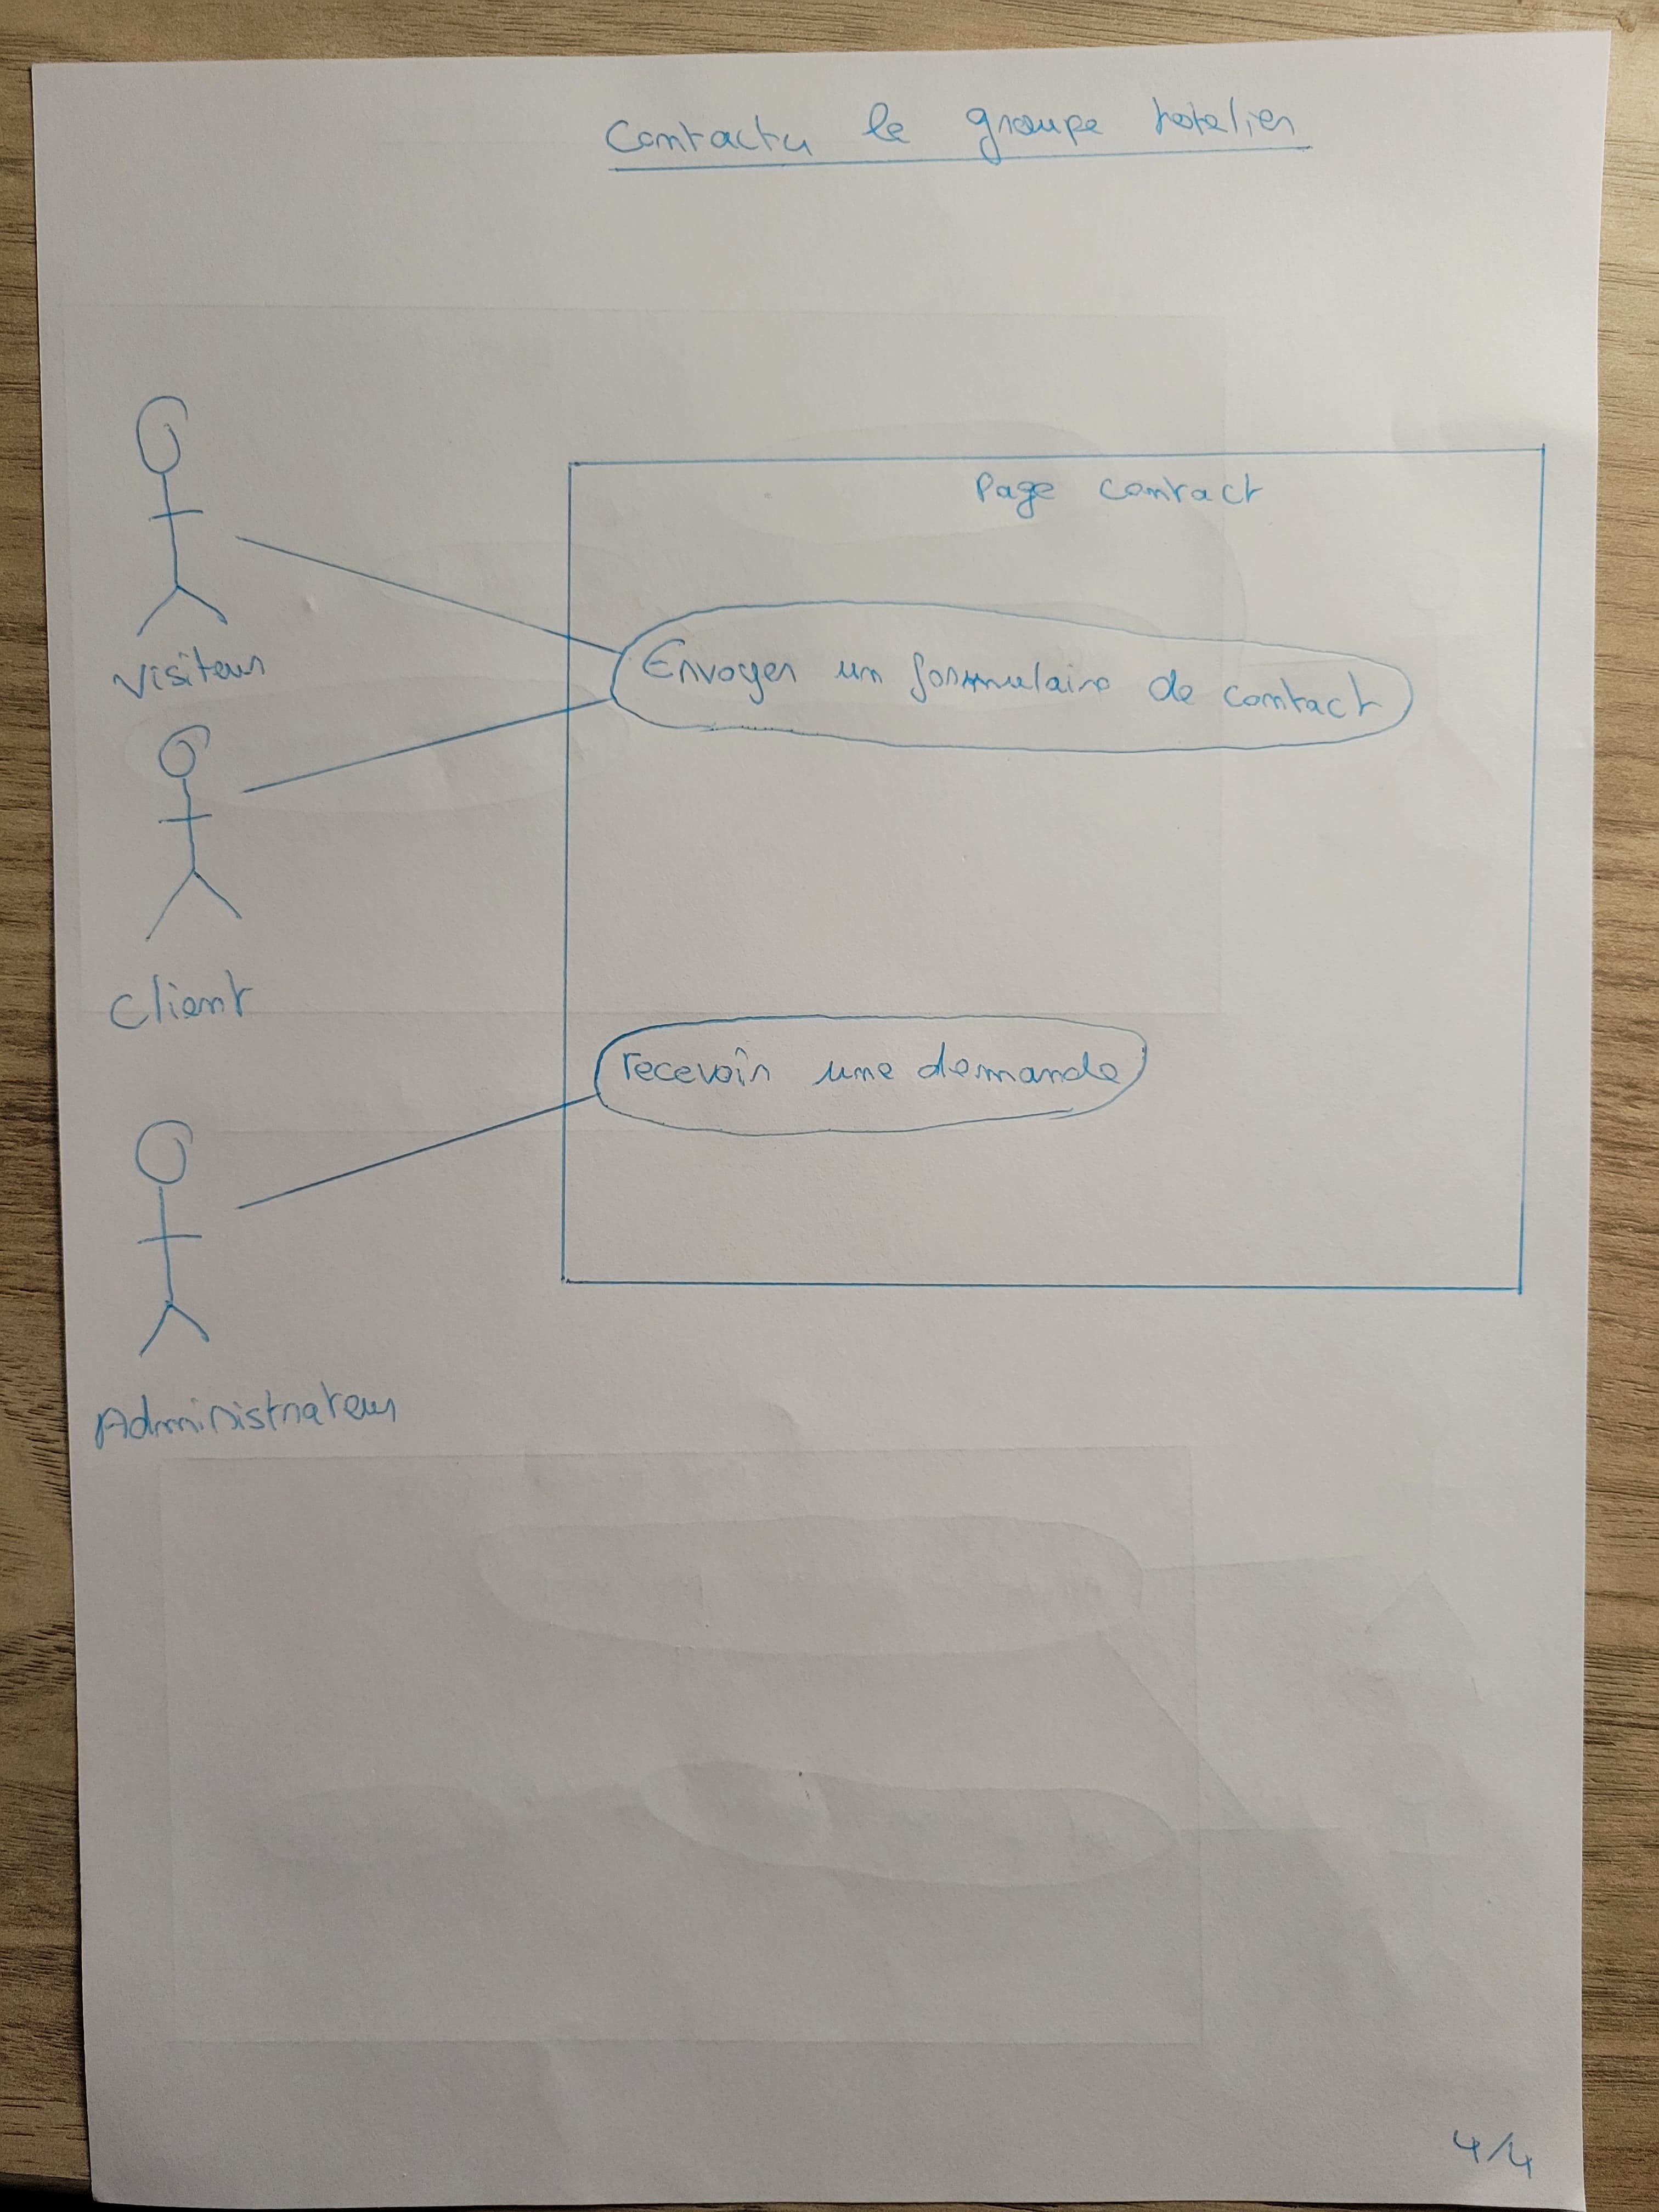 Contacter le groupe hotelier
Page contact
Visiteur
Envoyer un formulaire de contact
Client
recevoir une demande
Administrateur
4/4